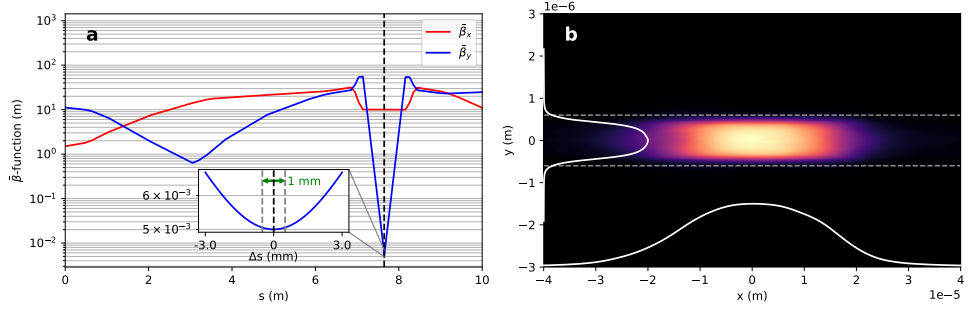 a
β̄-function (m)
10³
10²
10¹
10⁰
10⁻¹
10⁻²
β̄ₓ
β̄ᵧ
6 × 10⁻³
5 × 10⁻³
1 mm
-3.0 0 3.0
Δs (mm)
0 2 4 6 8 10
s (m)
1e−6
b
y (m)
3
2
1
0
−1
−2
−3
−4 −3 −2 −1 0 1 2 3 4
1e−5
x (m)